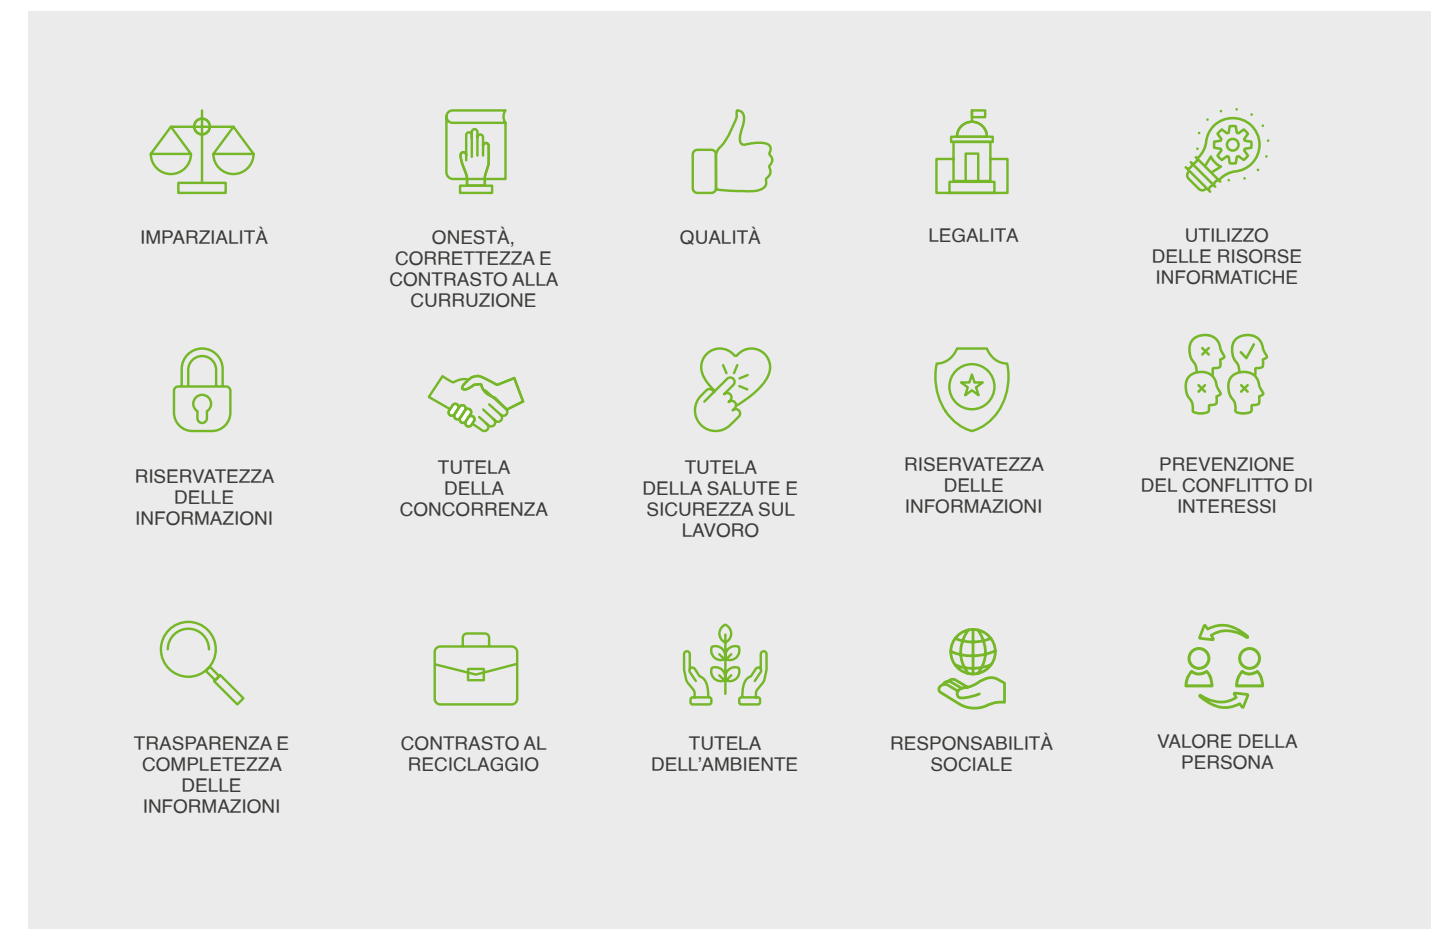 IMPARZIALITÀ
ONESTÀ,
CORRETTEZZA E
CONTRASTO ALLA
CURRUZIONE
QUALITÀ
LEGALITA
UTILIZZO
DELLE RISORSE
INFORMATICHE
RISERVATEZZA
DELLE
INFORMAZIONI
TUTELA
DELLA
CONCORRENZA
TUTELA
DELLA SALUTE E
SICUREZZA SUL
LAVORO
RISERVATEZZA
DELLE
INFORMAZIONI
PREVENZIONE
DEL CONFLITTO DI
INTERESSI
TRASPARENZA E
COMPLETEZZA
DELLE
INFORMAZIONI
CONTRASTO AL
RECICLAGGIO
TUTELA
DELL'AMBIENTE
RESPONSABILITÀ
SOCIALE
VALORE DELLA
PERSONA